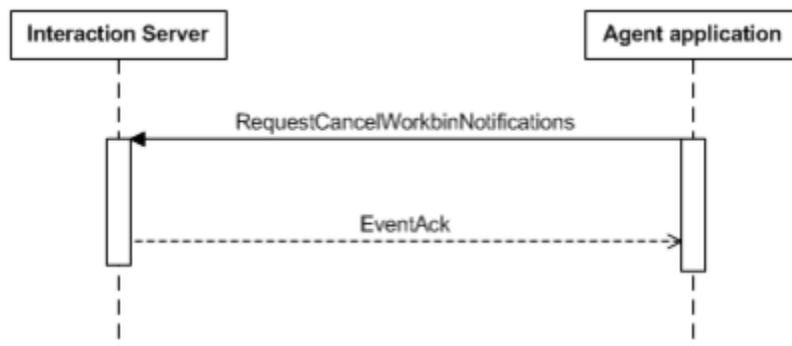 Interaction Server
Agent application
RequestCancelWorkbinNotifications
EventAck